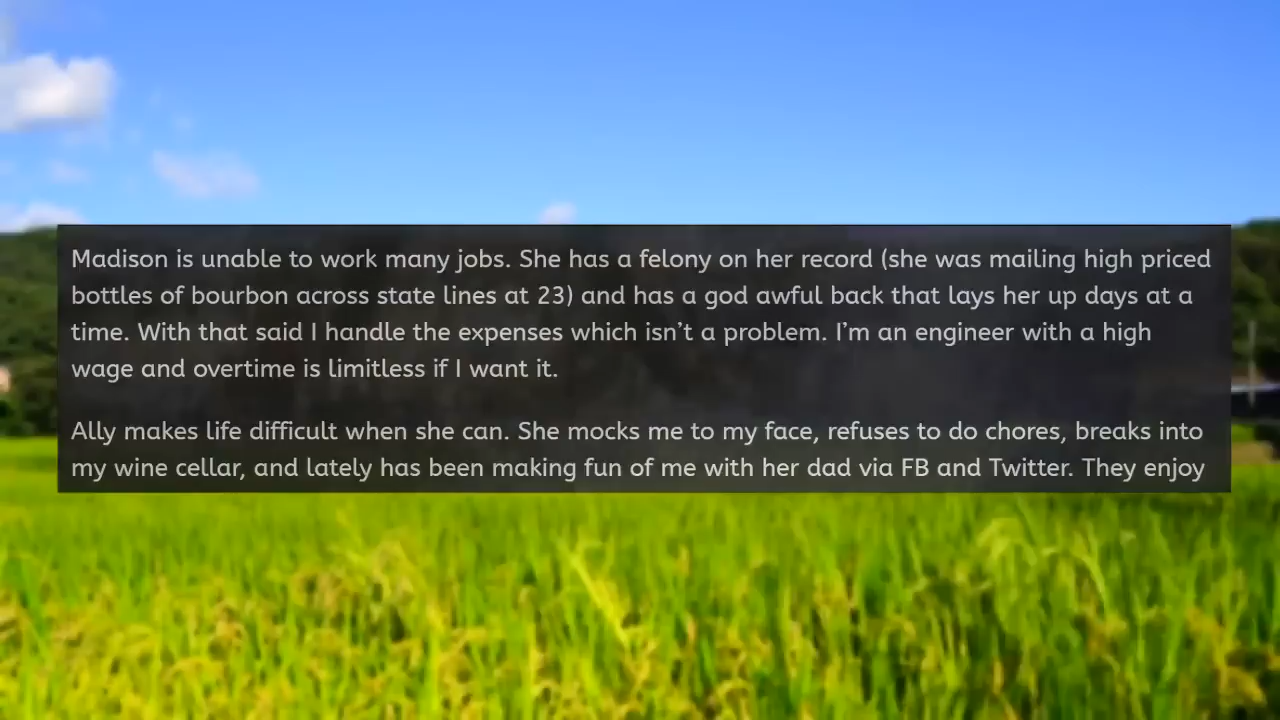 Madison is unable to work many jobs. She has a felony on her record (she was mailing high priced
bottles of bourbon across state lines at 23) and has a god awful back that lays her up days at a
time. With that said I handle the expenses which isn’t a problem. I’m an engineer with a high
wage and overtime is limitless if I want it.
Ally makes life difficult when she can. She mocks me to my face, refuses to do chores, breaks into
my wine cellar, and lately has been making fun of me with her dad via FB and Twitter. They enjoy